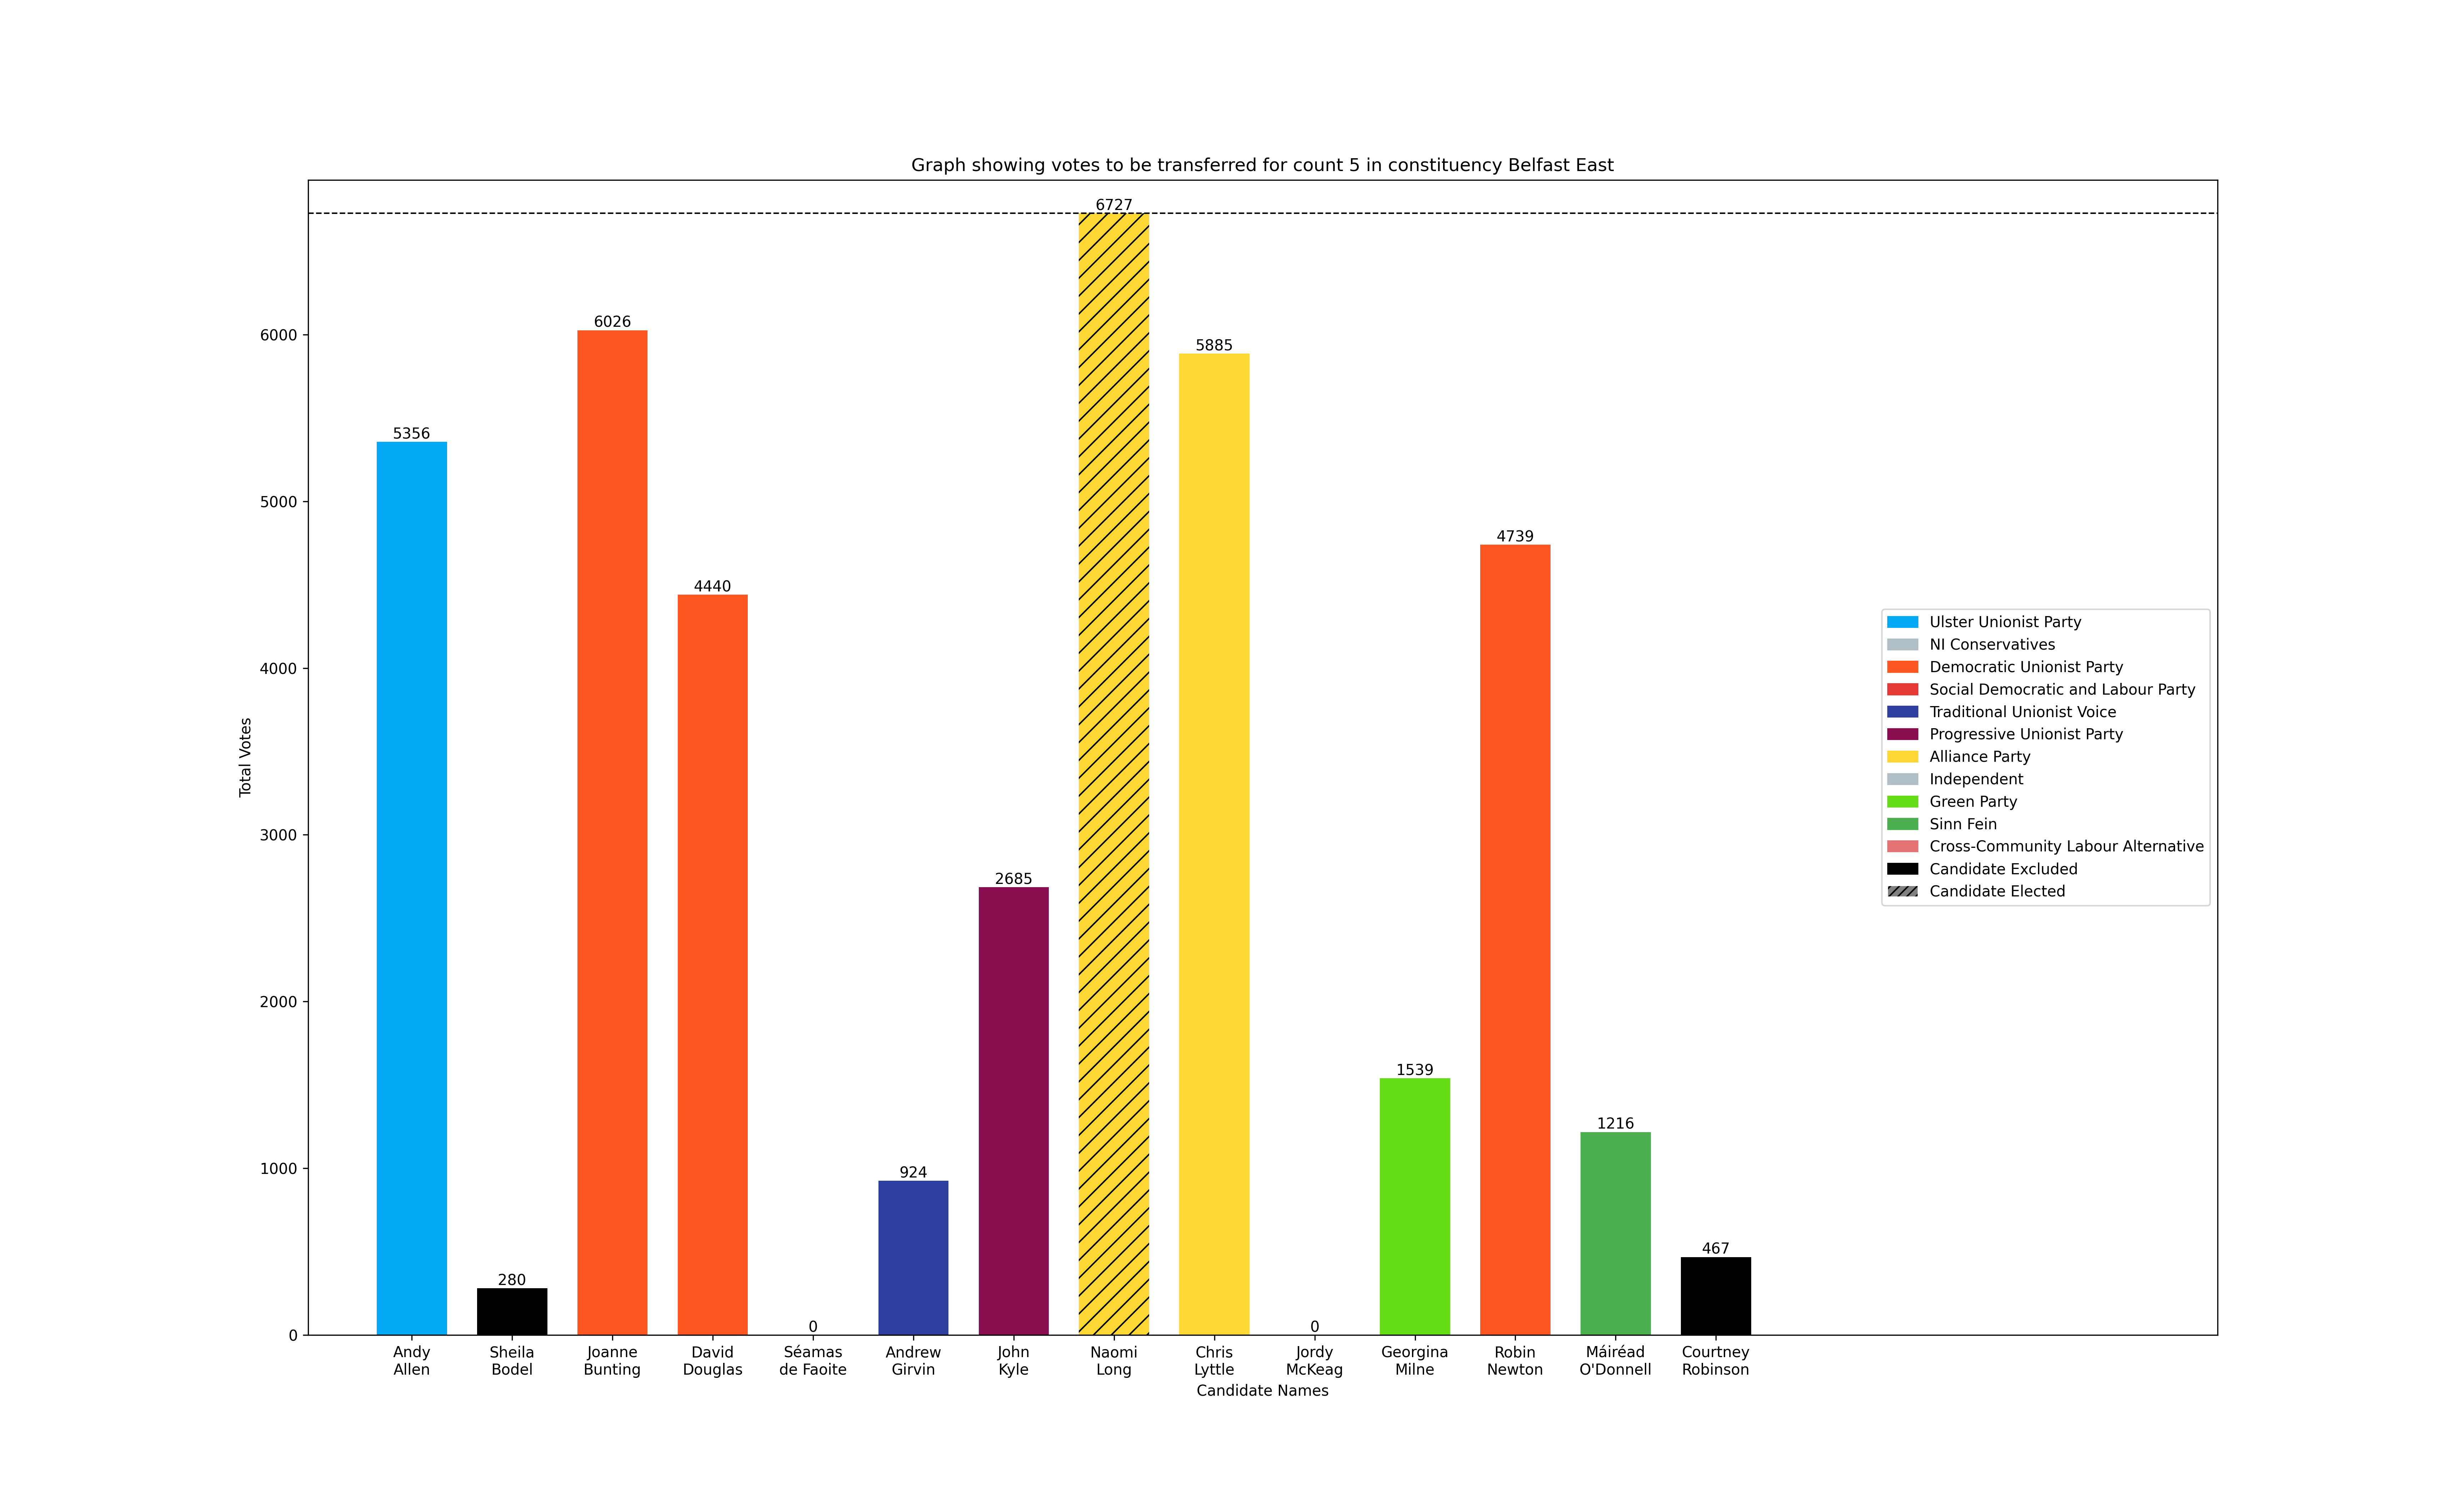 Graph showing votes to be transferred for count 5 in constituency Belfast East
6727
6026
5885
5356
4739
4440
2685
1539
1216
924
467
280
0
0
6000
5000
4000
3000
2000
1000
0
Total Votes
Andy
Allen
Sheila
Bodel
Joanne
Bunting
David
Douglas
Séamas
de Faoite
Andrew
Girvin
John
Kyle
Naomi
Long
Chris
Lyttle
Jordy
McKeag
Georgina
Milne
Robin
Newton
Máiréad
O'Donnell
Courtney
Robinson
Candidate Names
Ulster Unionist Party
NI Conservatives
Democratic Unionist Party
Social Democratic and Labour Party
Traditional Unionist Voice
Progressive Unionist Party
Alliance Party
Independent
Green Party
Sinn Fein
Cross-Community Labour Alternative
Candidate Excluded
Candidate Elected